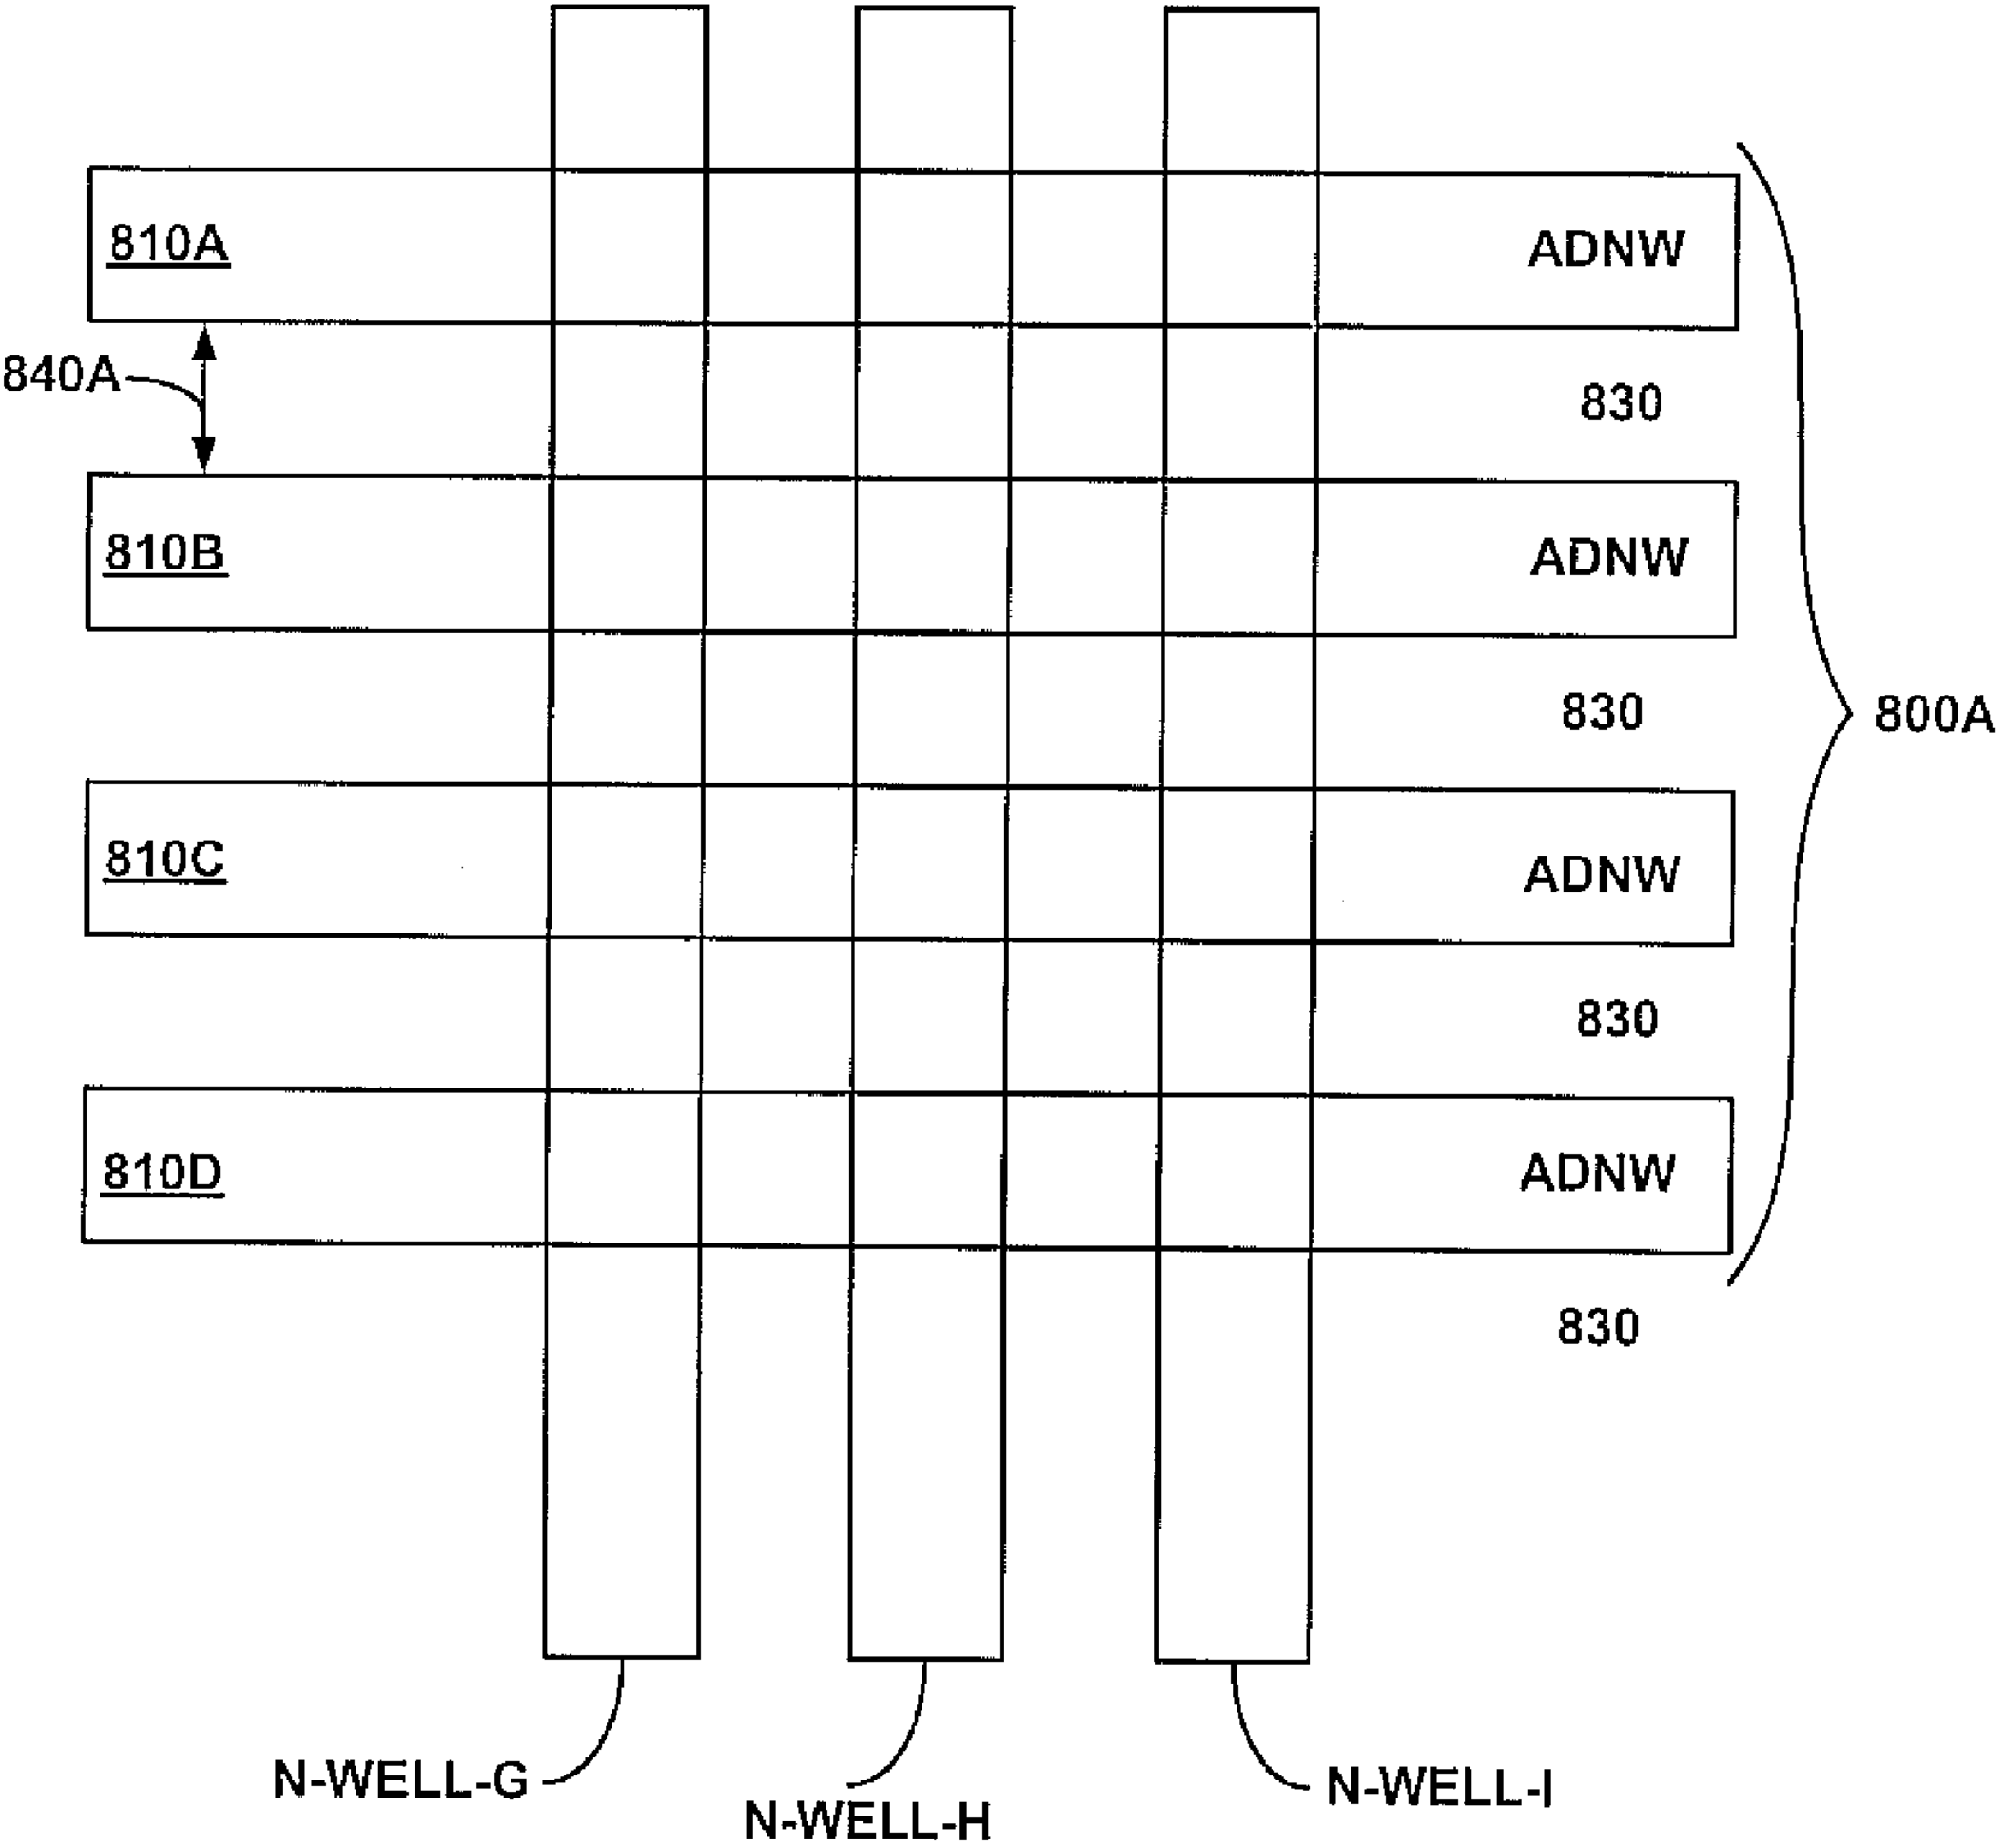 810A ADNW
840A
830
810B ADNW
830
800A
810C ADNW
830
810D ADNW
830
N-WELL-G
N-WELL-H
N-WELL-I